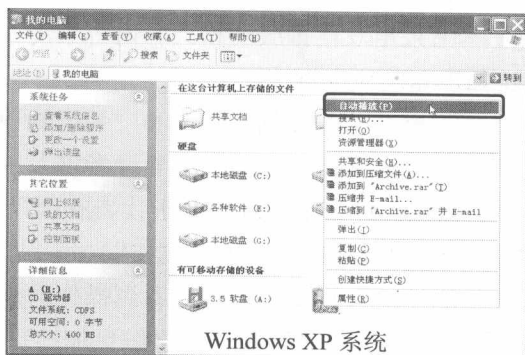 我的电脑
文件(F) 编辑(E) 查看(V) 收藏(A) 工具(T) 帮助(H)
后退 搜索 文件夹
地址(D) 我的电脑 转到
系统任务
查看系统信息
添加/删除程序
更改一个设置
弹出该盘
其它位置
网上邻居
我的文档
共享文档
控制面板
详细信息
A (H:)
CD 驱动器
文件系统: CDFS
可用空间: 0 字节
总大小: 400 MB
在这台计算机上存储的文件
共享文档
硬盘
本地磁盘 (C:)
各种软件 (E:)
本地磁盘 (G:)
有可移动存储的设备
3.5 软盘 (A:)
自动播放(P)
搜索(E)...
打开(O)
资源管理器(X)
共享和安全(H)...
添加到压缩文件(A)...
添加到 "Archive.rar"(T)
压缩并 E-mail...
压缩到 "Archive.rar" 并 E-mail
弹出(J)
复制(C)
粘贴(P)
创建快捷方式(S)
属性(R)
Windows XP 系统